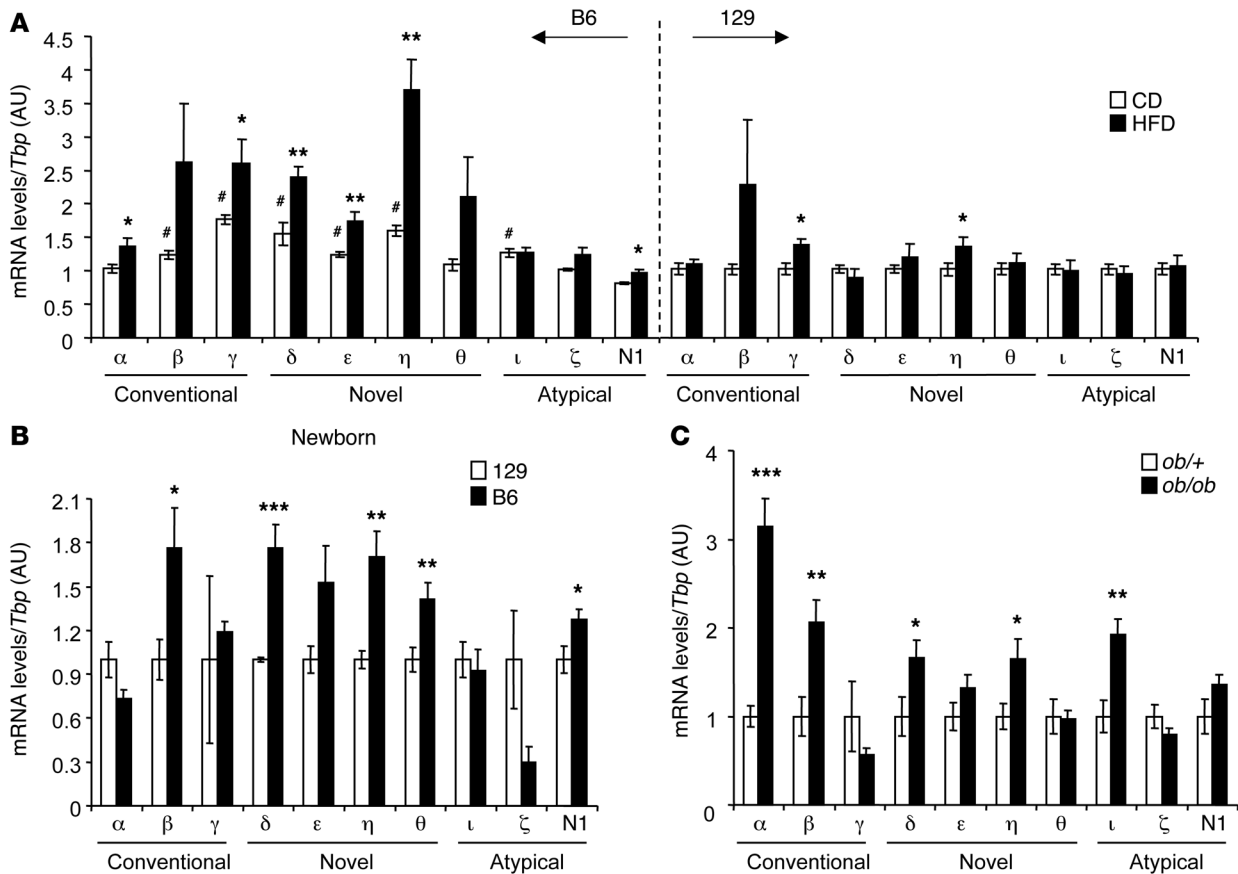 A
B6 129
mRNA levels/Tbp (AU)
4.5
4
3.5
3
2.5
2
1.5
1
0.5
0
CD
HFD
* # # * # ** # ** # ** # * * *
α β γ δ ε η θ ι ζ N1 α β γ δ ε η θ ι ζ N1
Conventional Novel Atypical Conventional Novel Atypical
B
Newborn
129
B6
mRNA levels/Tbp (AU)
2.1
1.8
1.5
1.2
0.9
0.6
0.3
0
* *** ** ** *
α β γ δ ε η θ ι ζ N1
Conventional Novel Atypical
C
ob/+
ob/ob
mRNA levels/Tbp (AU)
4
3
2
1
0
*** ** * * **
α β γ δ ε η θ ι ζ N1
Conventional Novel Atypical